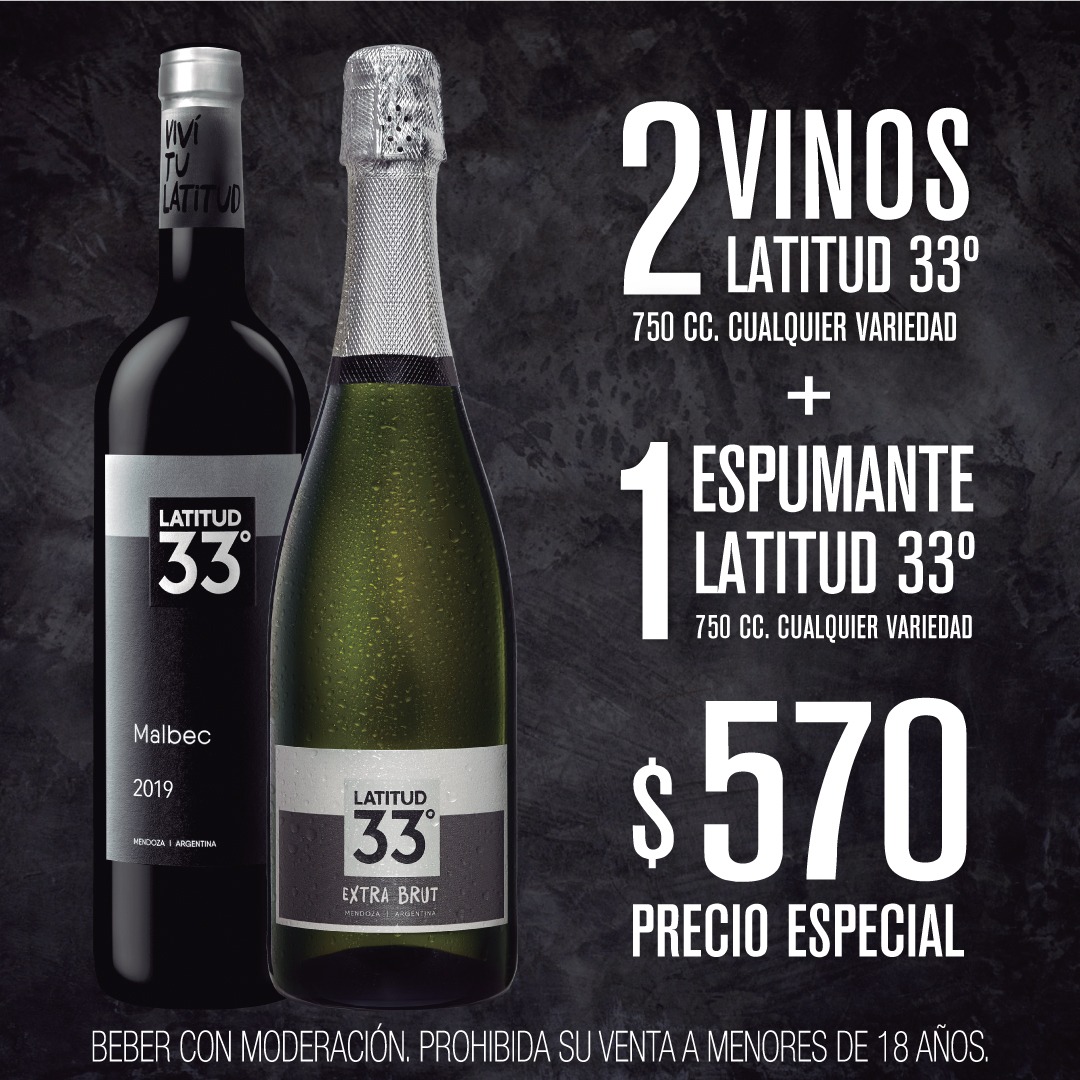 VIVÍ
TU
LATITUD
LATITUD
33°
Malbec
2019
MENDOZA | ARGENTINA
LATITUD
33°
EXTRA BRUT
MENDOZA | ARGENTINA
2 VINOS
LATITUD 33º
750 CC. CUALQUIER VARIEDAD
+
1 ESPUMANTE
LATITUD 33º
750 CC. CUALQUIER VARIEDAD
$ 570
PRECIO ESPECIAL
BEBER CON MODERACIÓN. PROHIBIDA SU VENTA A MENORES DE 18 AÑOS.